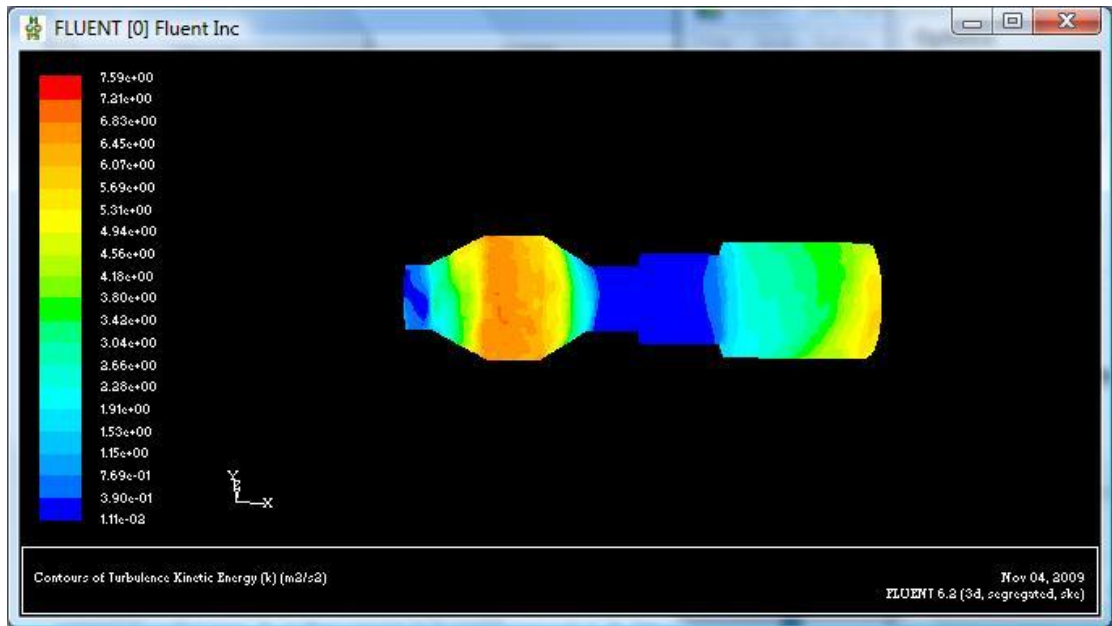 FLUENT [0] Fluent Inc
7.59e+00
7.21e+00
6.83e+00
6.45e+00
6.07e+00
5.69e+00
5.31e+00
4.94e+00
4.56e+00
4.18e+00
3.80e+00
3.42e+00
3.04e+00
2.66e+00
2.28e+00
1.91e+00
1.53e+00
1.15e+00
7.69e-01
3.90e-01
1.11e-02
Y
Z
X
Contours of Turbulence Kinetic Energy (k) (m2/s2)
Nov 04, 2009
FLUENT 6.2 (3d, segregated, ske)